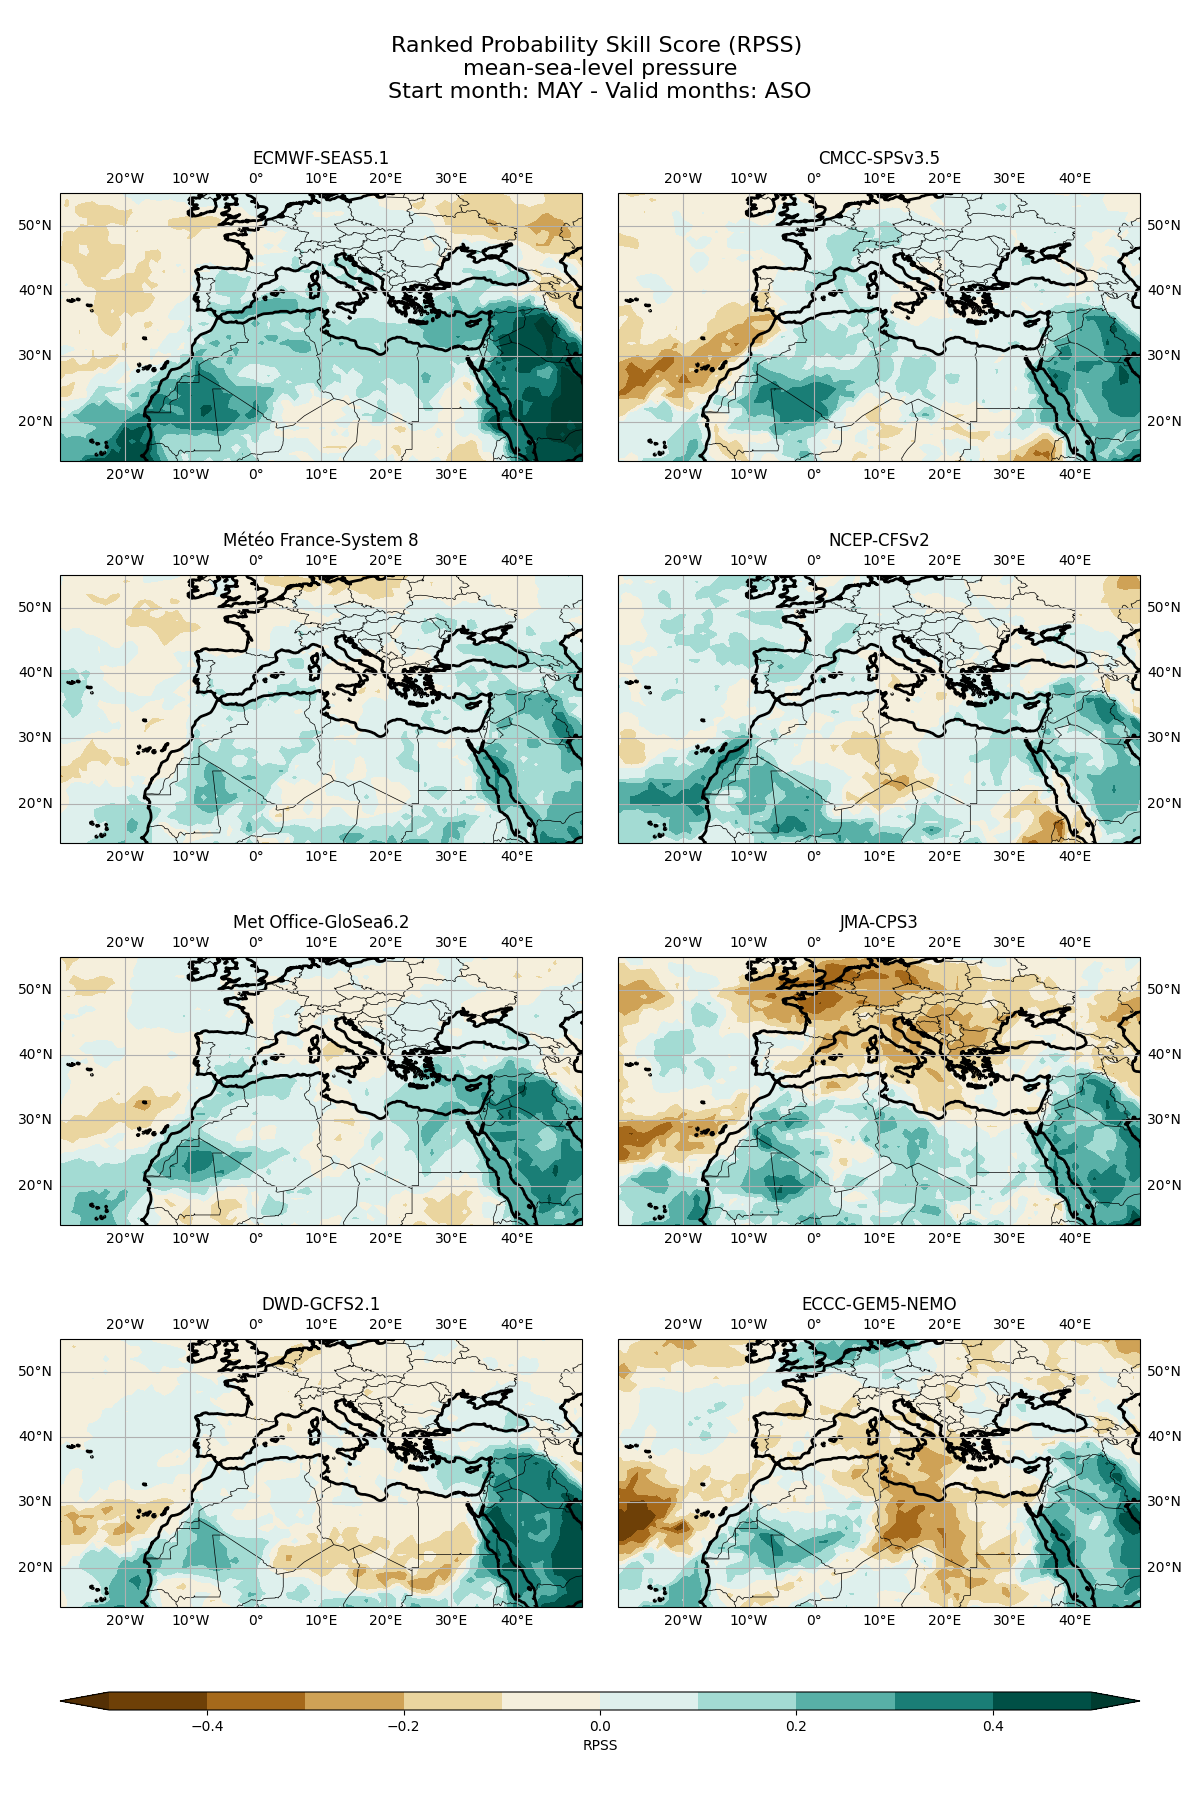 Ranked Probability Skill Score (RPSS)
mean-sea-level pressure
Start month: MAY - Valid months: ASO
ECMWF-SEAS5.1
20°W 10°W 0° 10°E 20°E 30°E 40°E
50°N
40°N
30°N
20°N
20°W 10°W 0° 10°E 20°E 30°E 40°E
CMCC-SPSv3.5
20°W 10°W 0° 10°E 20°E 30°E 40°E
50°N
40°N
30°N
20°N
20°W 10°W 0° 10°E 20°E 30°E 40°E
Météo France-System 8
20°W 10°W 0° 10°E 20°E 30°E 40°E
50°N
40°N
30°N
20°N
20°W 10°W 0° 10°E 20°E 30°E 40°E
NCEP-CFSv2
20°W 10°W 0° 10°E 20°E 30°E 40°E
50°N
40°N
30°N
20°N
20°W 10°W 0° 10°E 20°E 30°E 40°E
Met Office-GloSea6.2
20°W 10°W 0° 10°E 20°E 30°E 40°E
50°N
40°N
30°N
20°N
20°W 10°W 0° 10°E 20°E 30°E 40°E
JMA-CPS3
20°W 10°W 0° 10°E 20°E 30°E 40°E
50°N
40°N
30°N
20°N
20°W 10°W 0° 10°E 20°E 30°E 40°E
DWD-GCFS2.1
20°W 10°W 0° 10°E 20°E 30°E 40°E
50°N
40°N
30°N
20°N
20°W 10°W 0° 10°E 20°E 30°E 40°E
ECCC-GEM5-NEMO
20°W 10°W 0° 10°E 20°E 30°E 40°E
50°N
40°N
30°N
20°N
20°W 10°W 0° 10°E 20°E 30°E 40°E
−0.4 −0.2 0.0 0.2 0.4
RPSS